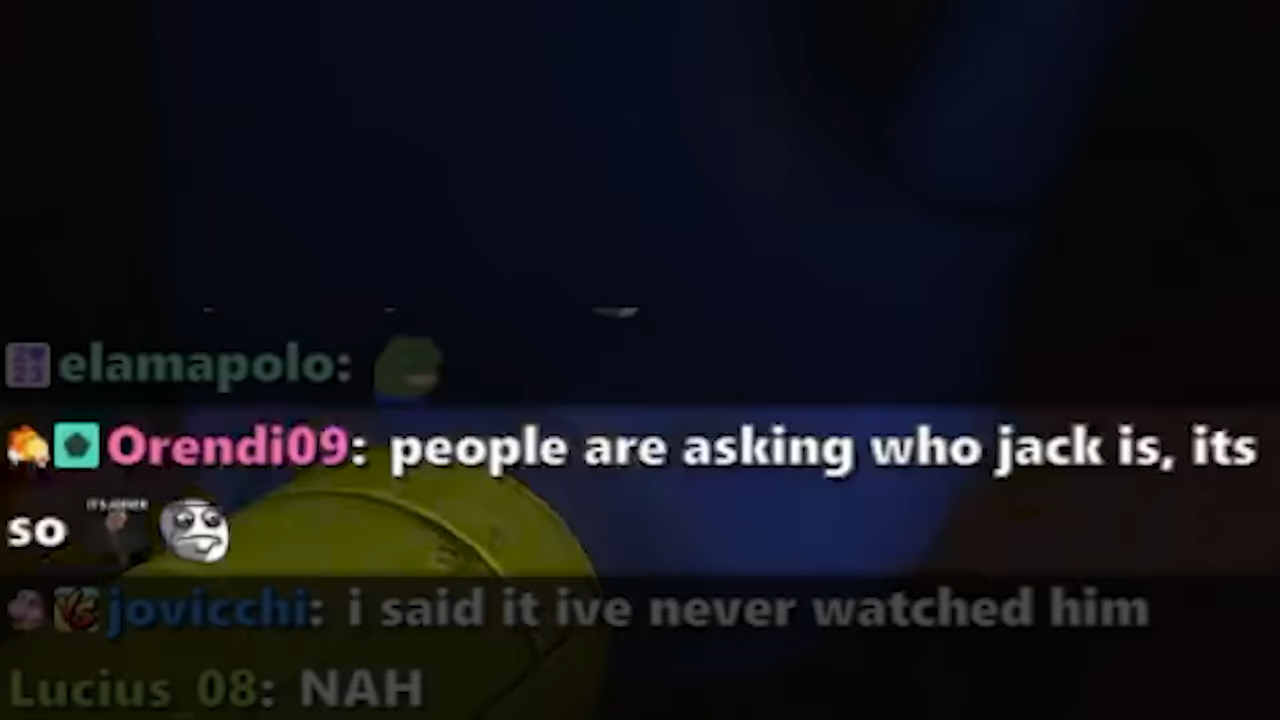 elamapolo:
Orendi09: people are asking who jack is, its
so
jovicchi: i said it ive never watched him
Lucius_08: NAH